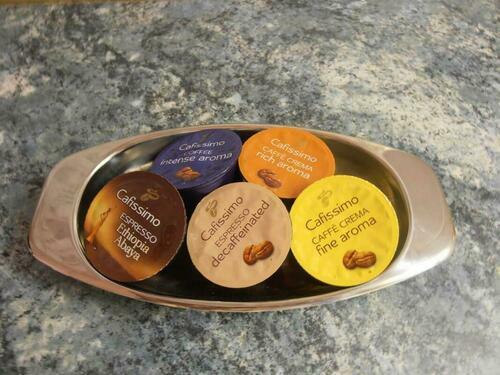 Cafissimo
COFFEE
intense aroma
Cafissimo
CAFFÈ CREMA
rich aroma
Cafissimo
ESPRESSO
Ethiopia
Abaya
Cafissimo
ESPRESSO
decaffeinated
Cafissimo
CAFFÈ CREMA
fine aroma